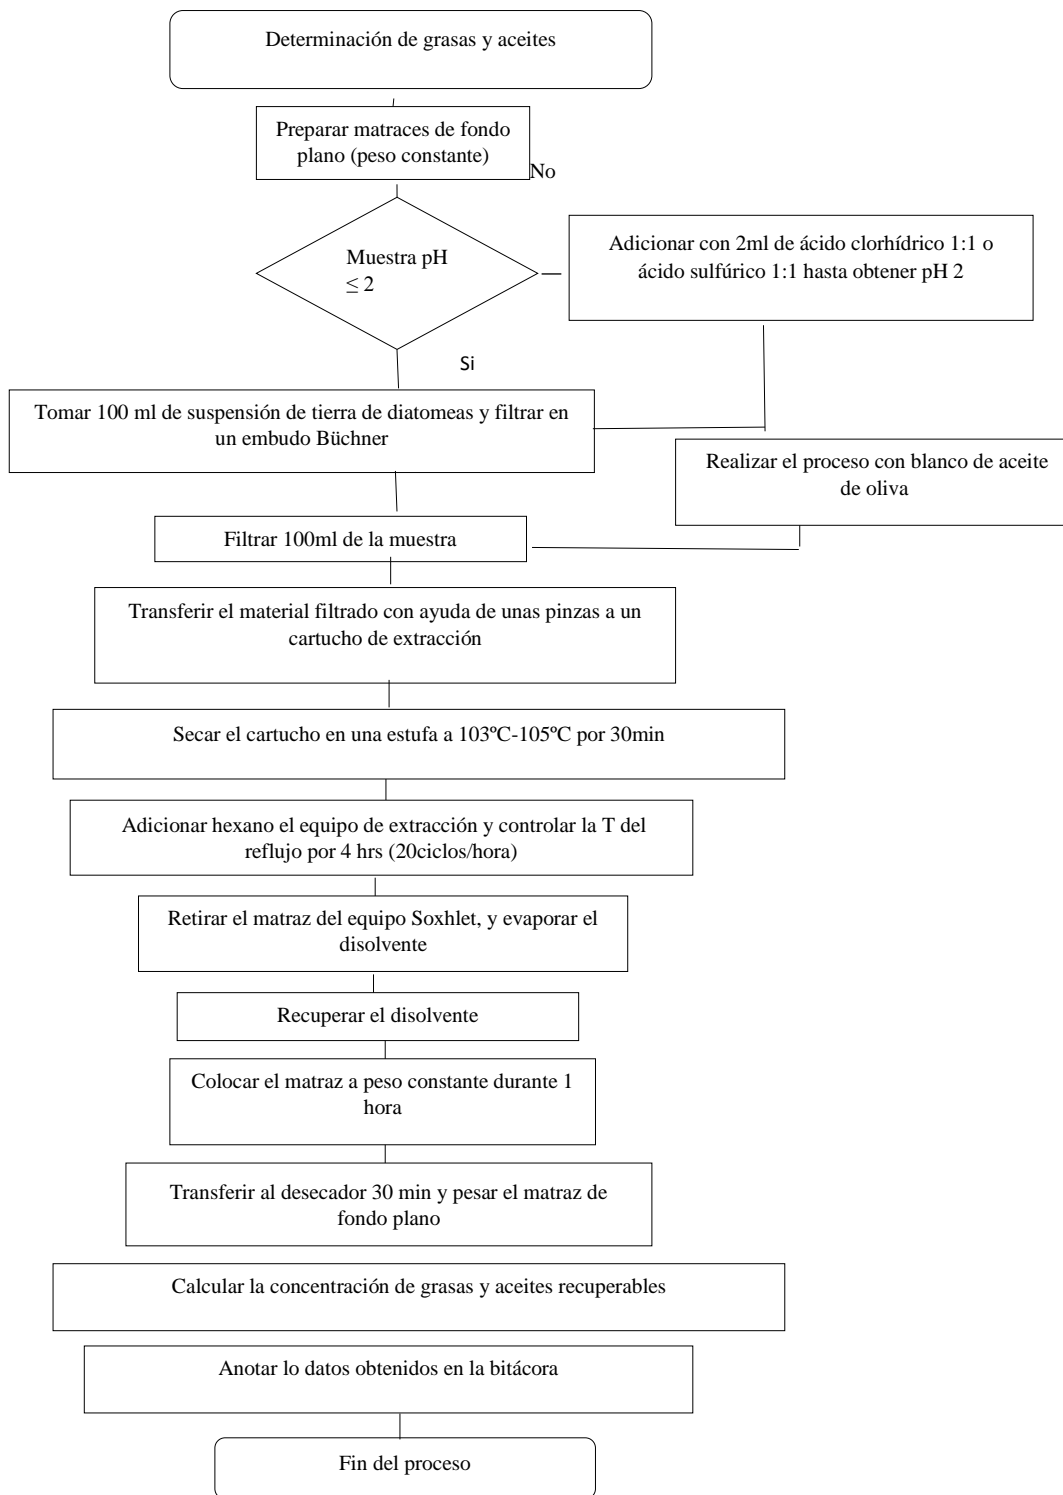 Determinación de grasas y aceites
Preparar matraces de fondo
plano (peso constante)
No
Muestra pH
≤ 2
Adicionar con 2ml de ácido clorhídrico 1:1 o
ácido sulfúrico 1:1 hasta obtener pH 2
Si
Tomar 100 ml de suspensión de tierra de diatomeas y filtrar en
un embudo Büchner
Realizar el proceso con blanco de aceite
de oliva
Filtrar 100ml de la muestra
Transferir el material filtrado con ayuda de unas pinzas a un
cartucho de extracción
Secar el cartucho en una estufa a 103ºC-105ºC por 30min
Adicionar hexano el equipo de extracción y controlar la T del
reflujo por 4 hrs (20ciclos/hora)
Retirar el matraz del equipo Soxhlet, y evaporar el
disolvente
Recuperar el disolvente
Colocar el matraz a peso constante durante 1
hora
Transferir al desecador 30 min y pesar el matraz de
fondo plano
Calcular la concentración de grasas y aceites recuperables
Anotar lo datos obtenidos en la bitácora
Fin del proceso